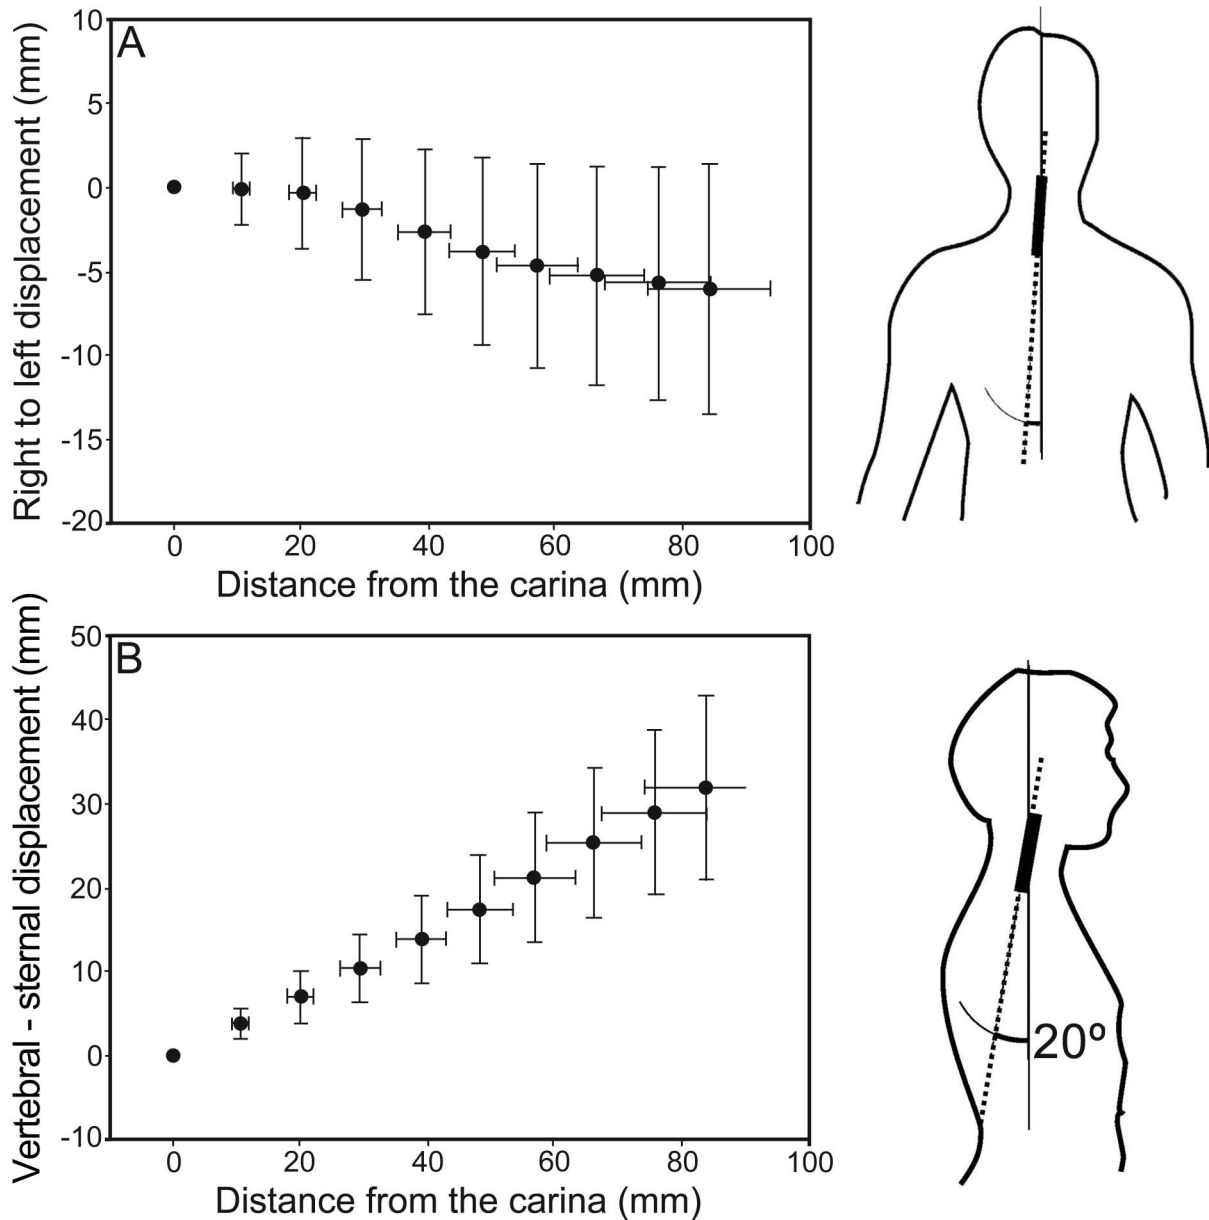 A
Right to left displacement (mm)
10
5
0
-5
-10
-15
-20
0 20 40 60 80 100
Distance from the carina (mm)
B
Vertebral - sternal displacement (mm)
50
40
30
20
10
0
-10
0 20 40 60 80 100
Distance from the carina (mm)
20º